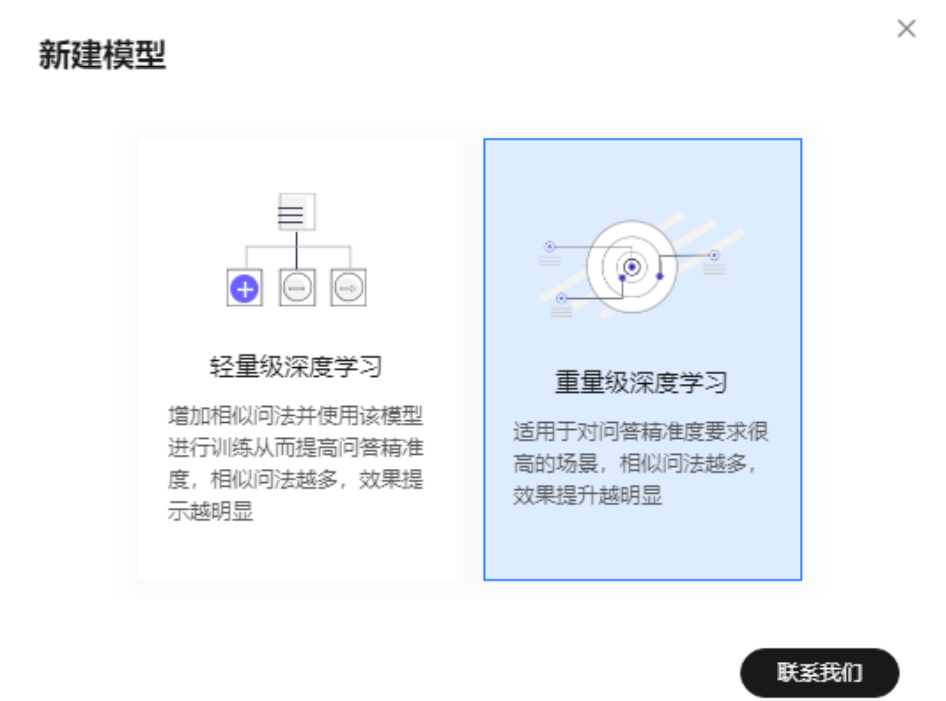 新建模型
轻量级深度学习
增加相似问法并使用该模型
进行训练从而提高问答精准
度，相似问法越多，效果提
示越明显
重量级深度学习
适用于对问答精准度要求很
高的场景，相似问法越多，
效果提升越明显
联系我们